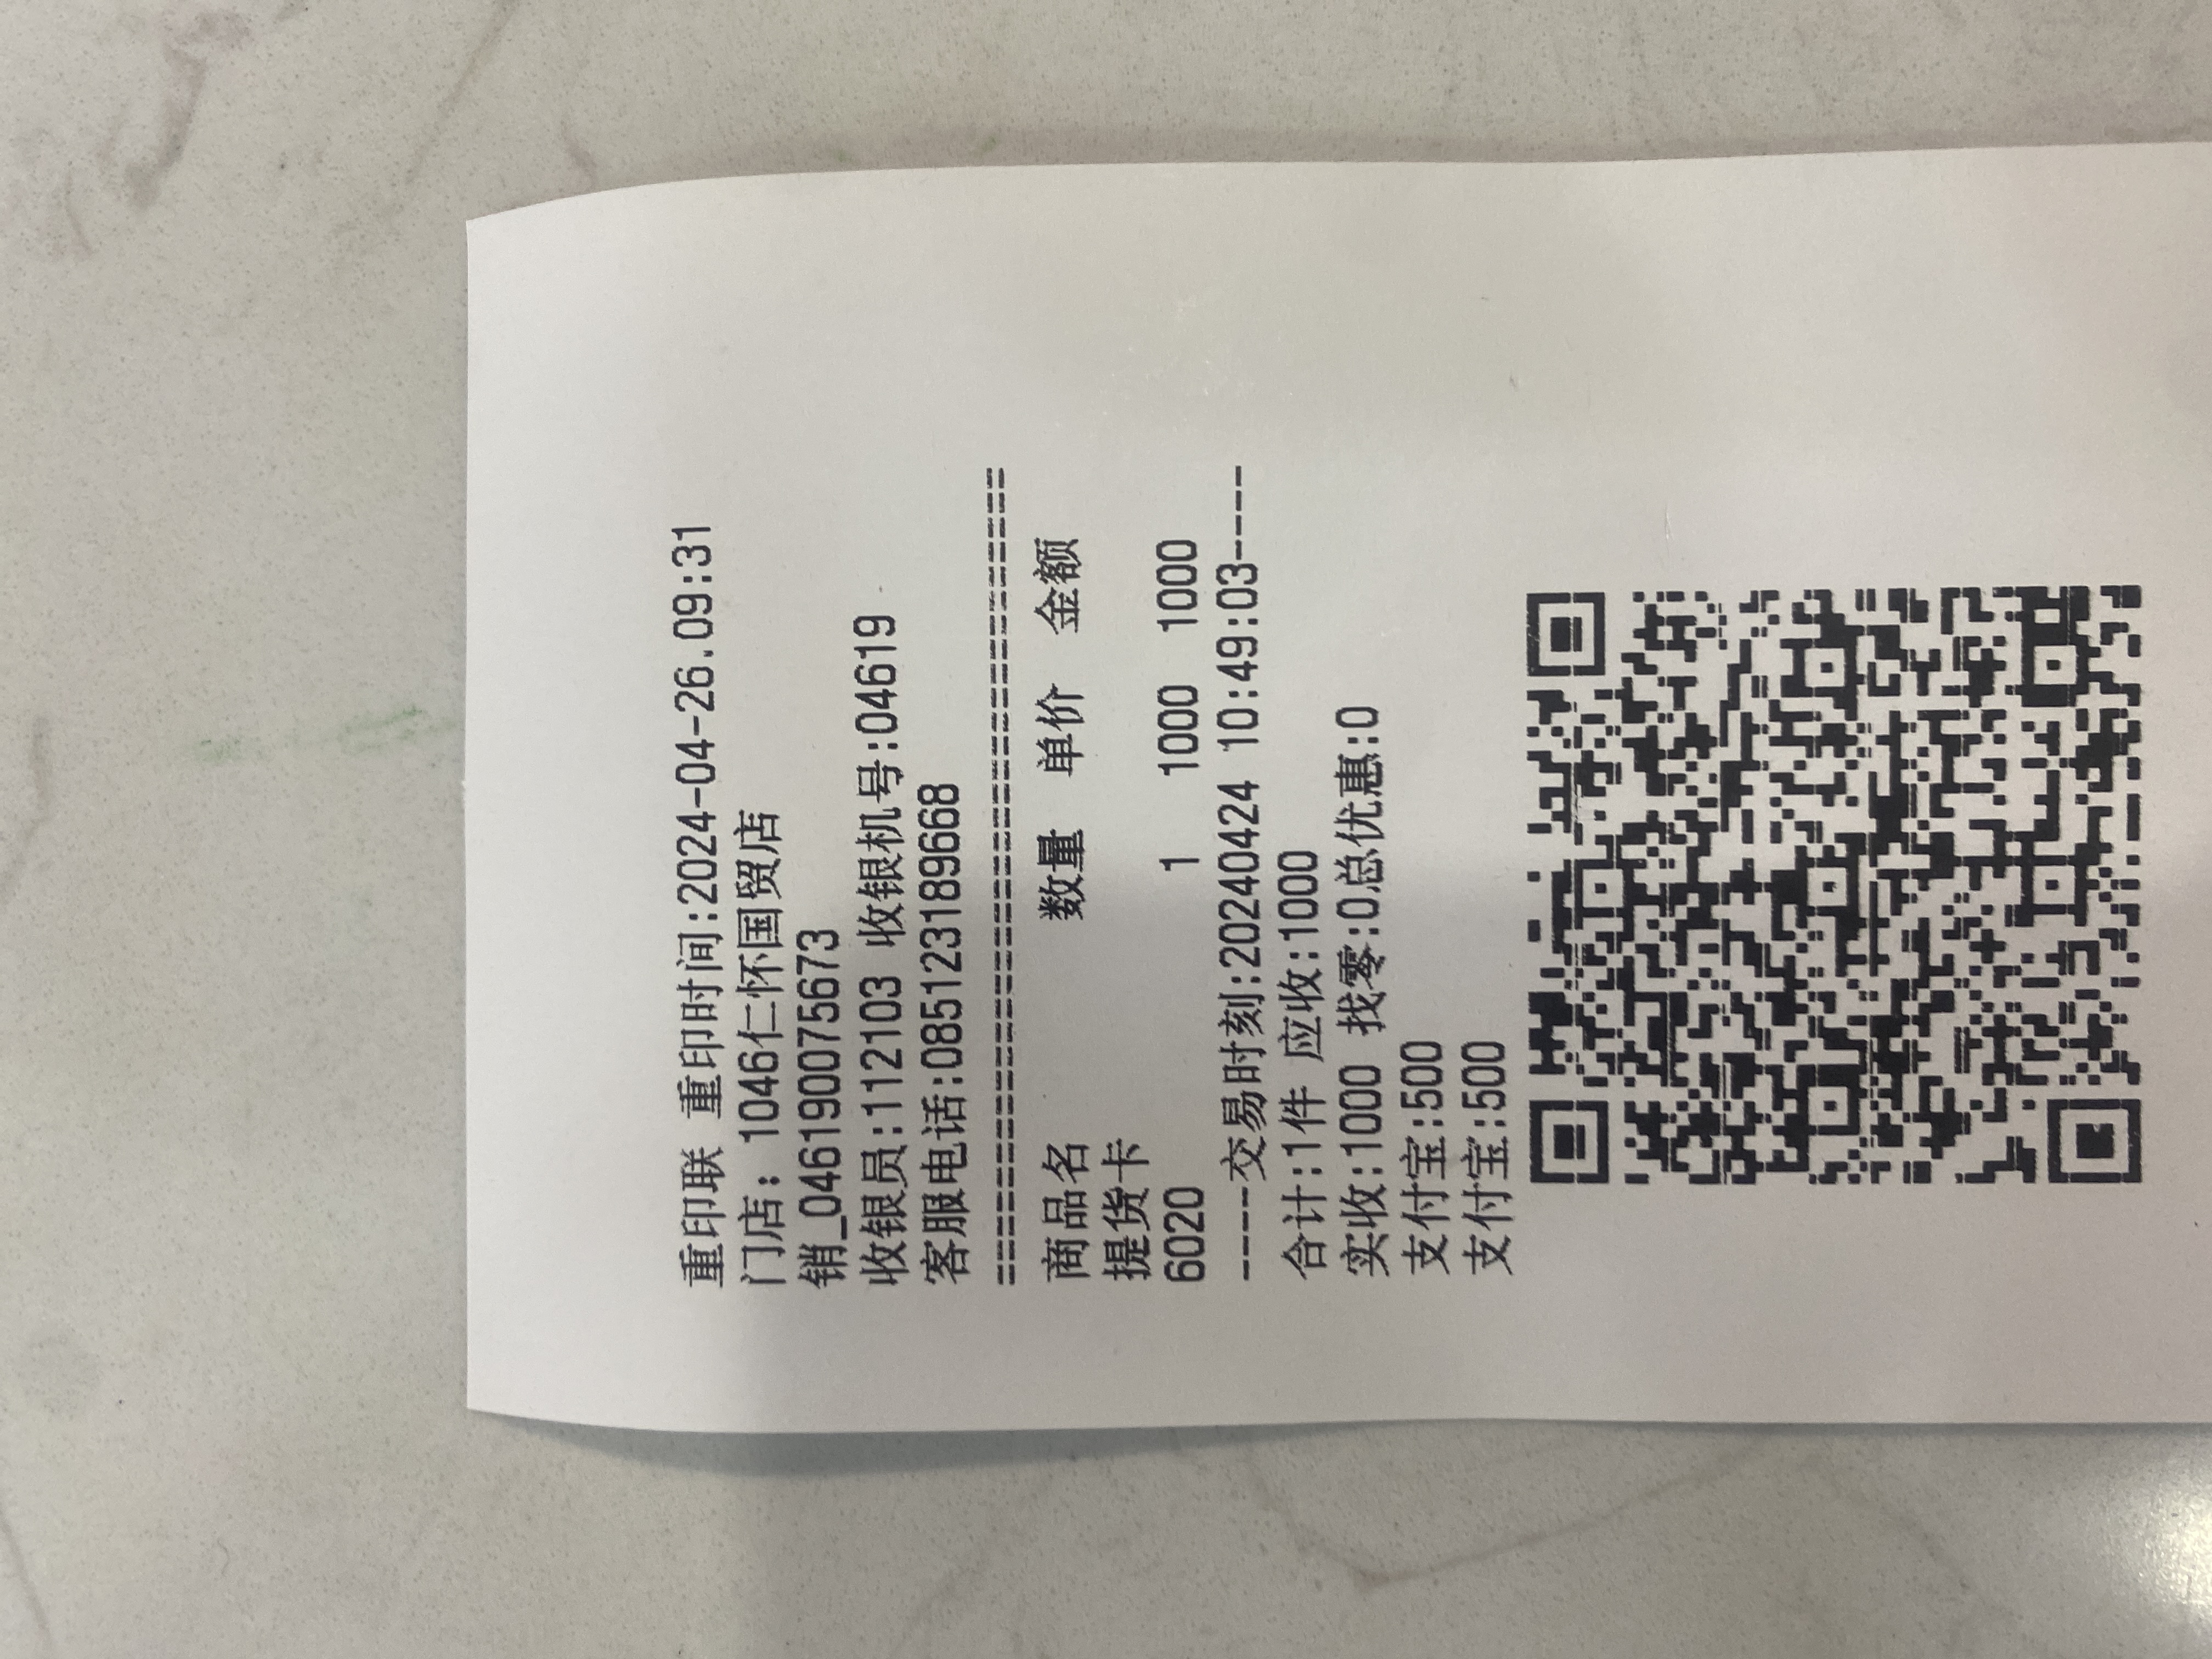 重印联 重印时间:2024-04-26.09:31
门店: 1046仁怀国贸店
销_046190075673
收银员:112103 收银机号:04619
客服电话:085123189668
========================================
商品名 数量 单价 金额
提货卡
6020 1 1000 1000
----交易时刻:20240424 10:49:03----
合计:1件 应收:1000
实收:1000 找零:0总优惠:0
支付宝:500
支付宝:500